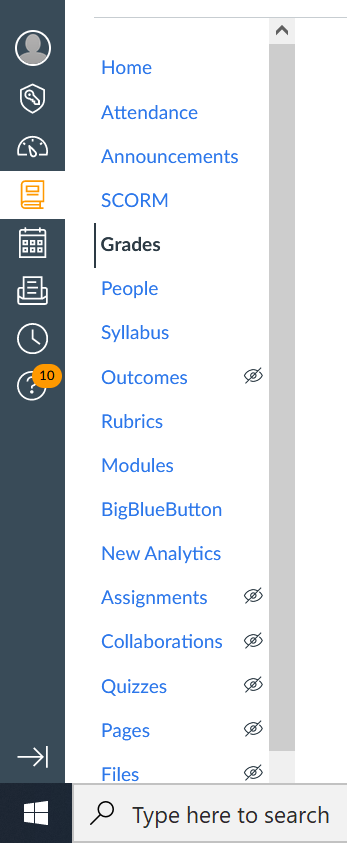 Home
Attendance
Announcements
SCORM
Grades
People
Syllabus
10
Outcomes
Rubrics
Modules
BigBlueButton
New Analytics
Assignments
Collaborations
Quizzes
Pages
Files
Type here to search